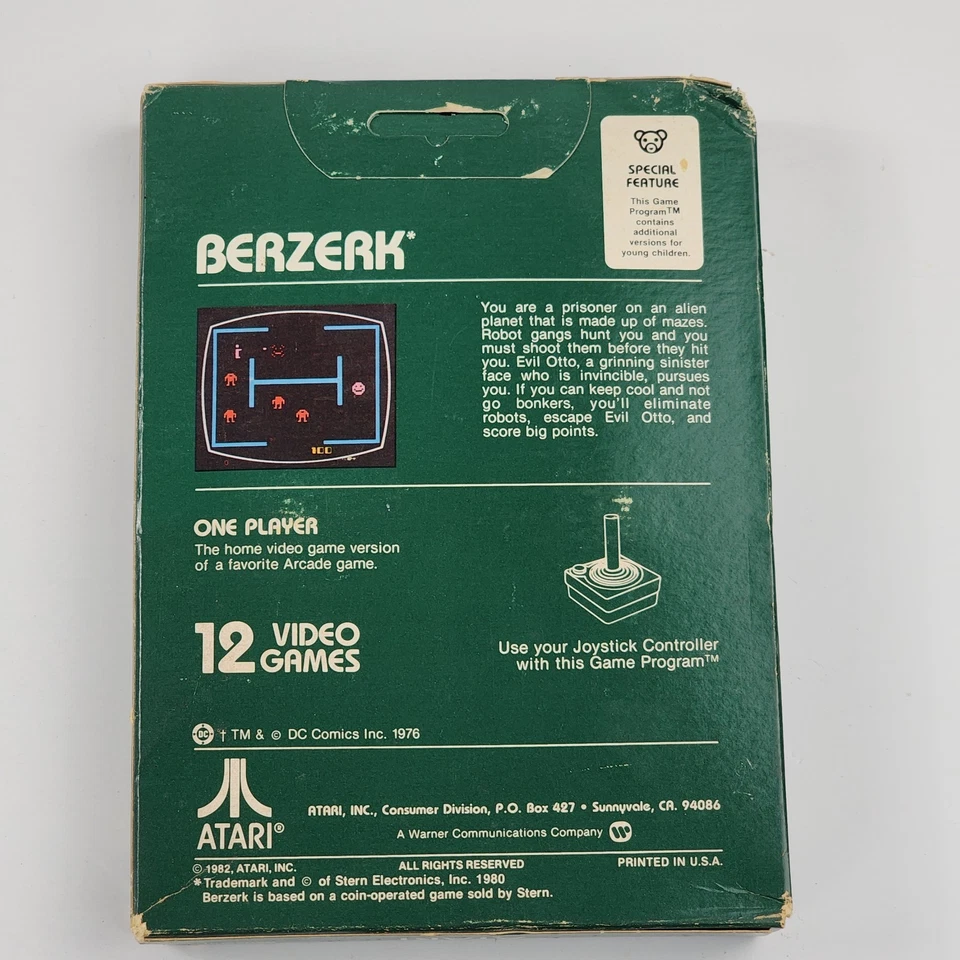 SPECIAL
FEATURE
This Game
Program™
contains
additional
versions for
young children.
BERZERK*
You are a prisoner on an alien
planet that is made up of mazes.
Robot gangs hunt you and you
must shoot them before they hit
you. Evil Otto, a grinning sinister
face who is invincible, pursues
you. If you can keep cool and not
go bonkers, you'll eliminate
robots, escape Evil Otto, and
score big points.
100
ONE PLAYER
The home video game version
of a favorite Arcade game.
12 VIDEO
GAMES
Use your Joystick Controller
with this Game Program™
DC † TM & © DC Comics Inc. 1976
ATARI®
ATARI, INC., Consumer Division, P.O. Box 427 • Sunnyvale, CA. 94086
A Warner Communications Company
© 1982, ATARI, INC. ALL RIGHTS RESERVED PRINTED IN U.S.A.
*Trademark and © of Stern Electronics, Inc. 1980
Berzerk is based on a coin-operated game sold by Stern.